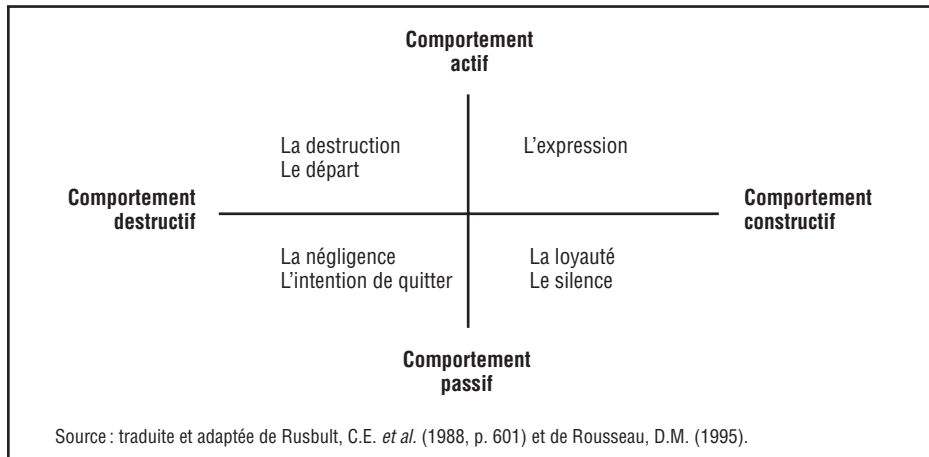 Comportement
actif
La destruction
Le départ
L'expression
Comportement
destructif
Comportement
constructif
La négligence
L'intention de quitter
La loyauté
Le silence
Comportement
passif
Source : traduite et adaptée de Rusbult, C.E. et al. (1988, p. 601) et de Rousseau, D.M. (1995).